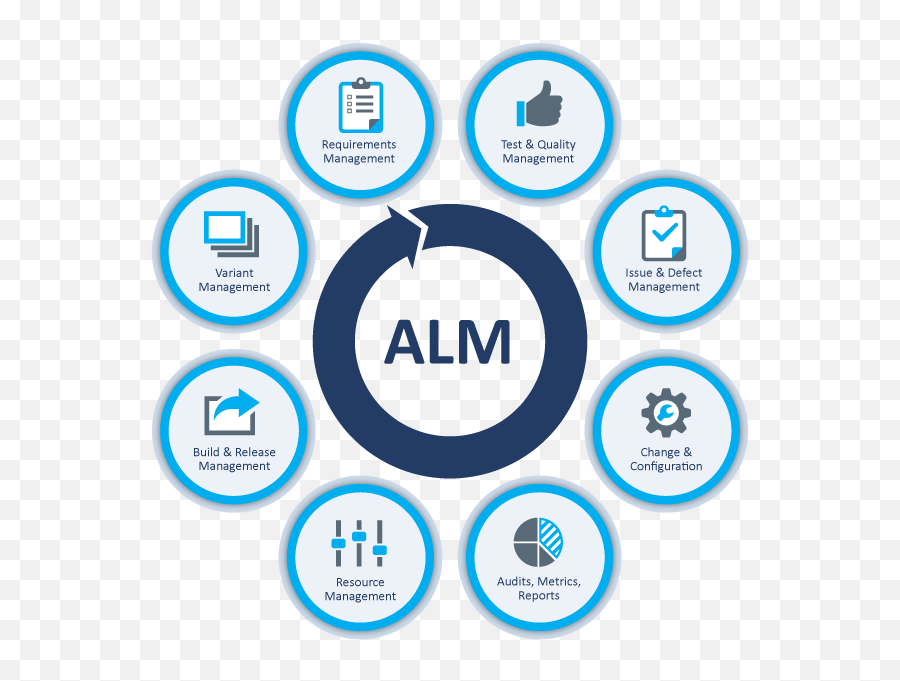 Requirements
Management
Test & Quality
Management
Variant
Management
Issue & Defect
Management
ALM
Build & Release
Management
Change &
Configuration
Resource
Management
Audits, Metrics,
Reports